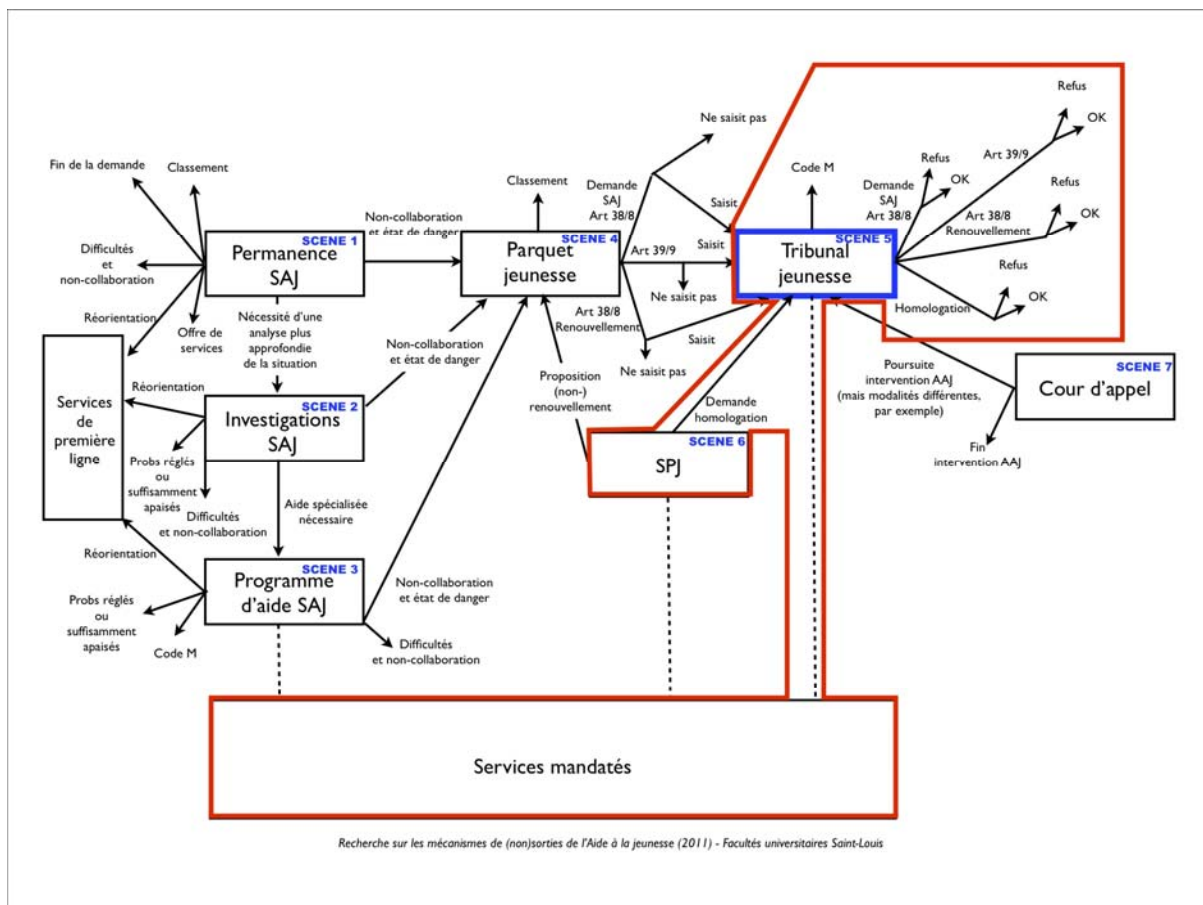 Refus
OK
Ne saisit pas
Art 39/9
Fin de la demande
Classement
Code M
Refus
Refus
Classement
Demande
SAJ
Art 38/8
Demande
SAJ
Art 38/8
OK
OK
Saisit
Art 38/8
Renouvellement
Non-collaboration
et état de danger
SCENE 1
Permanence
SAJ
SCENE 4
Parquet
jeunesse
Art 39/9
Saisit
SCENE 5
Tribunal
jeunesse
Difficultés
et
non-collaboration
Refus
Ne saisit pas
OK
Homologation
Art 38/8
Renouvellement
Réorientation
Offre de
services
Nécessité d'une
analyse plus
approfondie
de la situation
Saisit
Non-collaboration
et état de danger
Ne saisit pas
Proposition
(non-)
renouvellement
Poursuite
intervention AAJ
(mais modalités différentes,
par exemple)
SCENE 7
Cour d'appel
Réorientation
Services
de
première
ligne
SCENE 2
Investigations
SAJ
Demande
homologation
SCENE 6
SPJ
Fin
intervention AAJ
Probs réglés
ou
suffisamment
apaisés
Difficultés
et non-collaboration
Aide spécialisée
nécessaire
Réorientation
SCENE 3
Programme
d'aide SAJ
Non-collaboration
et état de danger
Probs réglés
ou
suffisamment
apaisés
Code M
Difficultés
et non-collaboration
Services mandatés
Recherche sur les mécanismes de (non)sorties de l'Aide à la jeunesse (2011) - Facultés universitaires Saint-Louis